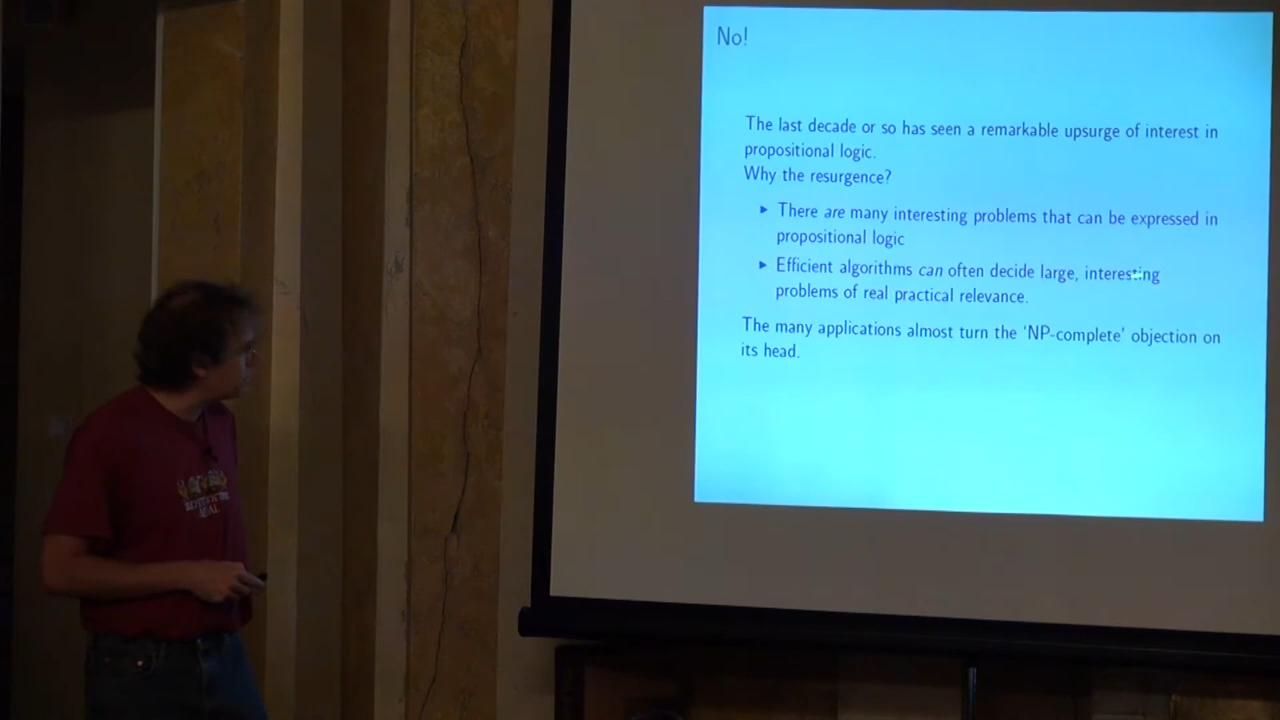 No!
The last decade or so has seen a remarkable upsurge of interest in
propositional logic.
Why the resurgence?
▶ There are many interesting problems that can be expressed in
propositional logic
▶ Efficient algorithms can often decide large, interesting
problems of real practical relevance.
The many applications almost turn the ‘NP-complete’ objection on
its head.